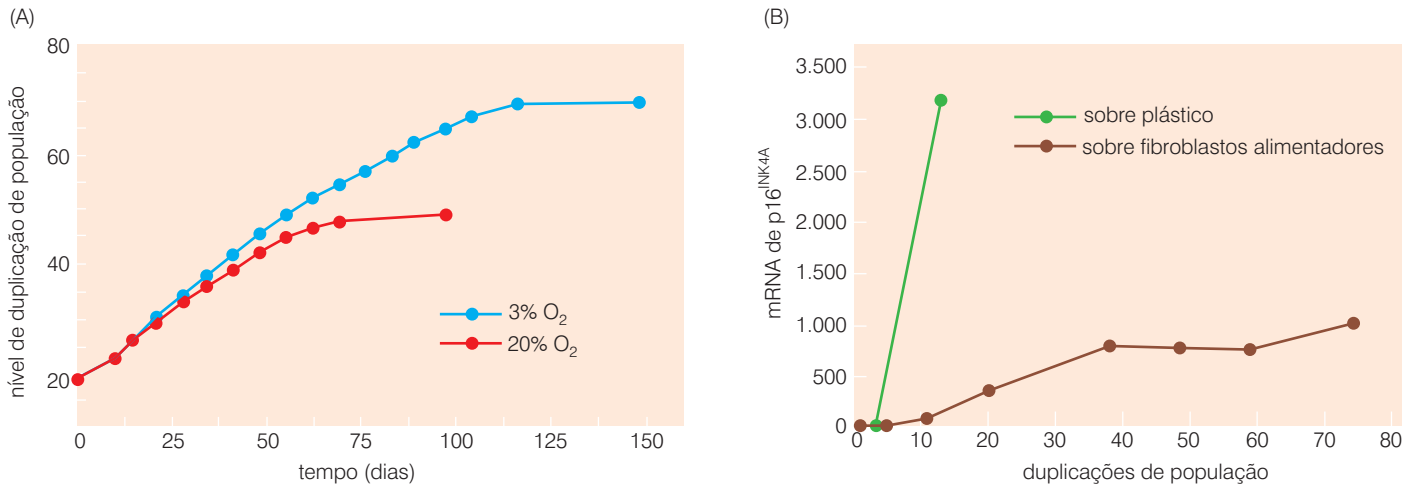 (A)
nível de duplicação de população
80
60
40
20
0
25
50
75
100
125
150
tempo (dias)
3% O₂
20% O₂
(B)
mRNA de p16^INK4A
3.500
3.000
2.500
2.000
1.500
1.000
500
0
0
10
20
30
40
50
60
70
80
duplicações de população
sobre plástico
sobre fibroblastos alimentadores